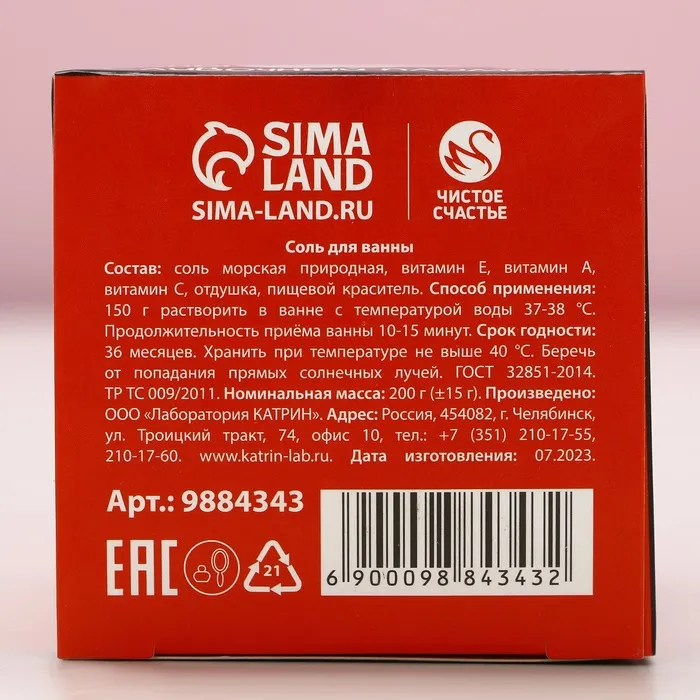 SIMA
LAND
SIMA-LAND.RU
ЧИСТОЕ
СЧАСТЬЕ
Соль для ванны
Состав: соль морская природная, витамин Е, витамин А,
витамин С, отдушка, пищевой краситель. Способ применения:
150 г растворить в ванне с температурой воды 37-38 °С.
Продолжительность приёма ванны 10-15 минут. Срок годности:
36 месяцев. Хранить при температуре не выше 40 °С. Беречь
от попадания прямых солнечных лучей. ГОСТ 32851-2014.
ТР ТС 009/2011. Номинальная масса: 200 г (±15 г). Произведено:
ООО «Лаборатория КАТРИН». Адрес: Россия, 454082, г. Челябинск,
ул. Троицкий тракт, 74, офис 10, тел.: +7 (351) 210-17-55,
210-17-60. www.katrin-lab.ru. Дата изготовления: 07.2023.
Арт.: 9884343
EAC
21
6 900098 843432